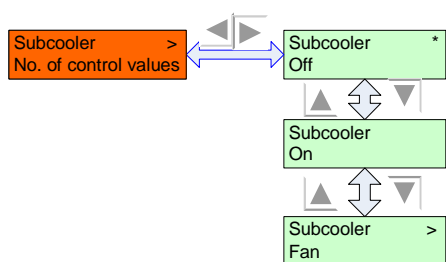 Subcooler >
No. of control values
Subcooler *
Off
Subcooler
On
Subcooler >
Fan